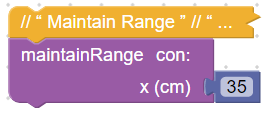 // “ Maintain Range ” // “ ...
maintainRange con:
x (cm) 35